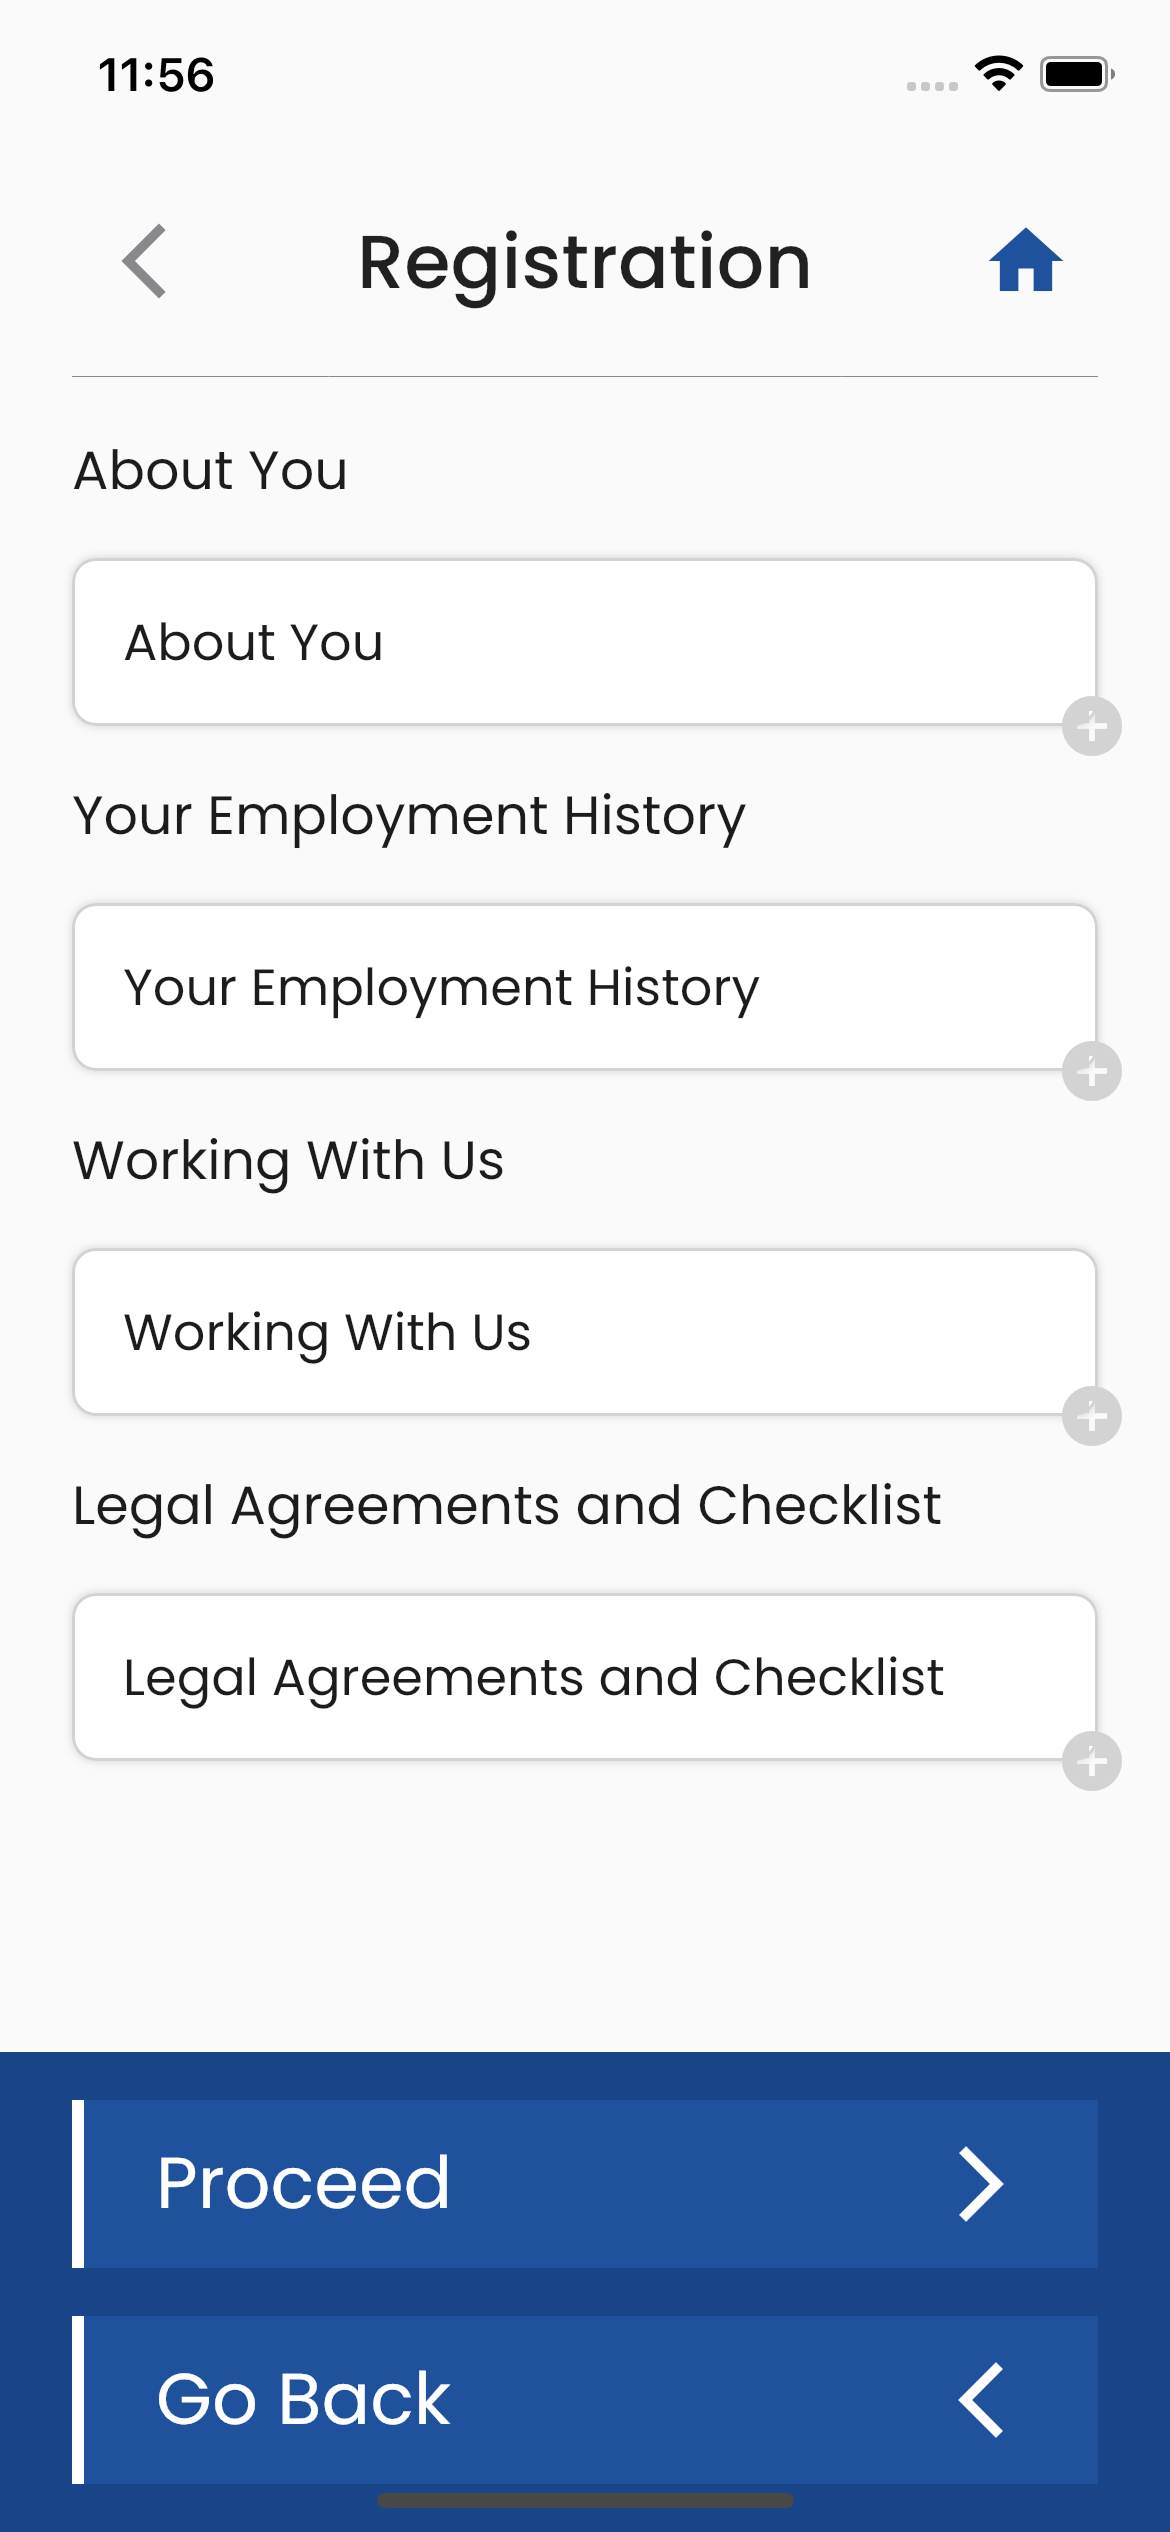 11:56
Registration
About You
About You
Your Employment History
Your Employment History
Working With Us
Working With Us
Legal Agreements and Checklist
Legal Agreements and Checklist
Proceed
Go Back